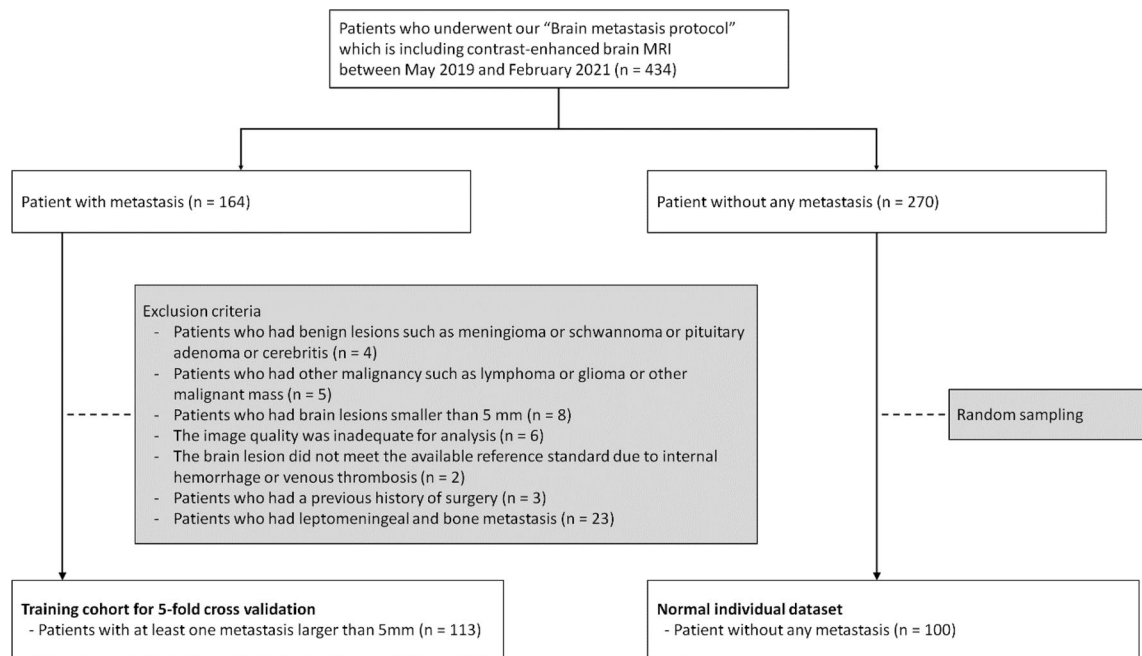 Patients who underwent our “Brain metastasis protocol”
which is including contrast-enhanced brain MRI
between May 2019 and February 2021 (n = 434)
Patient with metastasis (n = 164)
Patient without any metastasis (n = 270)
Exclusion criteria
- Patients who had benign lesions such as meningioma or schwannoma or pituitary
adenoma or cerebritis (n = 4)
- Patients who had other malignancy such as lymphoma or glioma or other
malignant mass (n = 5)
- Patients who had brain lesions smaller than 5 mm (n = 8)
- The image quality was inadequate for analysis (n = 6)
- The brain lesion did not meet the available reference standard due to internal
hemorrhage or venous thrombosis (n = 2)
- Patients who had a previous history of surgery (n = 3)
- Patients who had leptomeningeal and bone metastasis (n = 23)
Random sampling
Training cohort for 5-fold cross validation
- Patients with at least one metastasis larger than 5mm (n = 113)
Normal individual dataset
- Patient without any metastasis (n = 100)